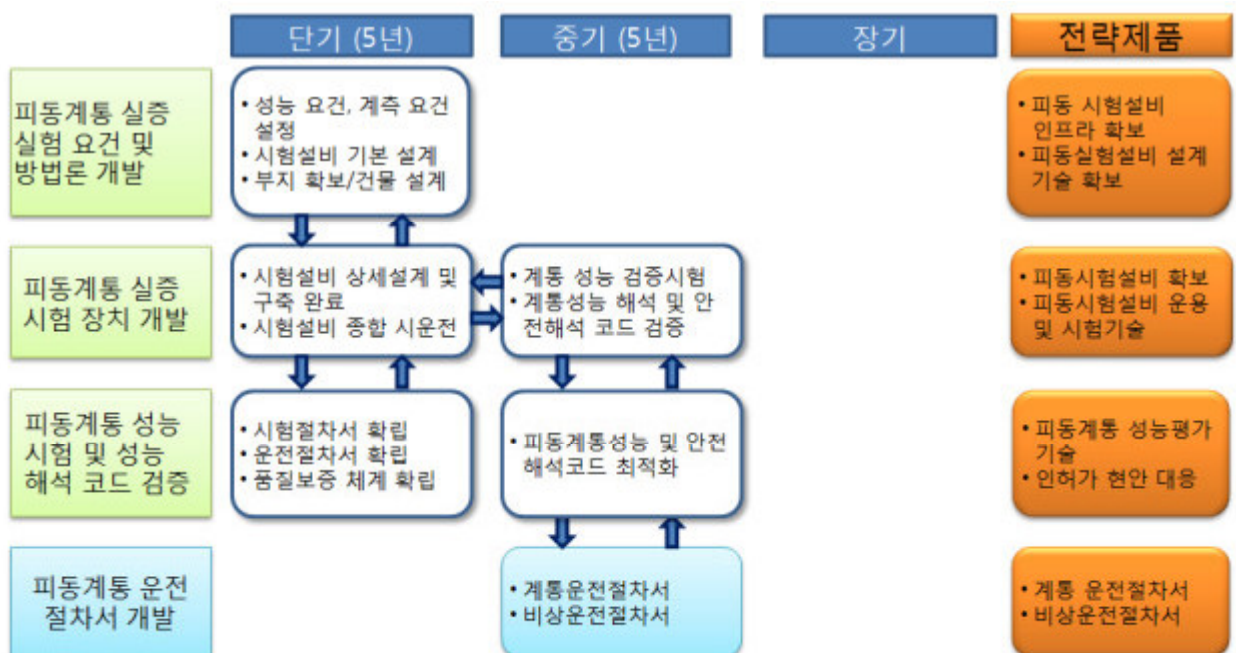 단기 (5년)
중기 (5년)
장기
전략제품
피동계통 실증
실험 요건 및
방법론 개발
• 성능 요건, 계측 요건
설정
• 시험설비 기본 설계
• 부지 확보/건물 설계
• 피동 시험설비
인프라 확보
• 피동실험설비 설계
기술 확보
피동계통 실증
시험 장치 개발
• 시험설비 상세설계 및
구축 완료
• 시험설비 종합 시운전
• 계통 성능 검증시험
• 계통성능 해석 및 안
전해석 코드 검증
• 피동시험설비 확보
• 피동시험설비 운용
및 시험기술
피동계통 성능
시험 및 성능
해석 코드 검증
• 시험절차서 확립
• 운전절차서 확립
• 품질보증 체계 확립
• 피동계통성능 및 안전
해석코드 최적화
• 피동계통 성능평가
기술
• 인허가 현안 대응
피동계통 운전
절차서 개발
• 계통운전절차서
• 비상운전절차서
• 계통 운전절차서
• 비상운전절차서